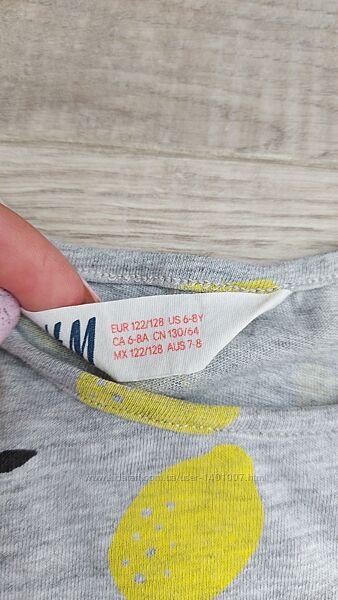 H&M
EUR 122/128 US 6-8Y
CA 6-8A CN 130/64
MX 122/128 AUS 7-8